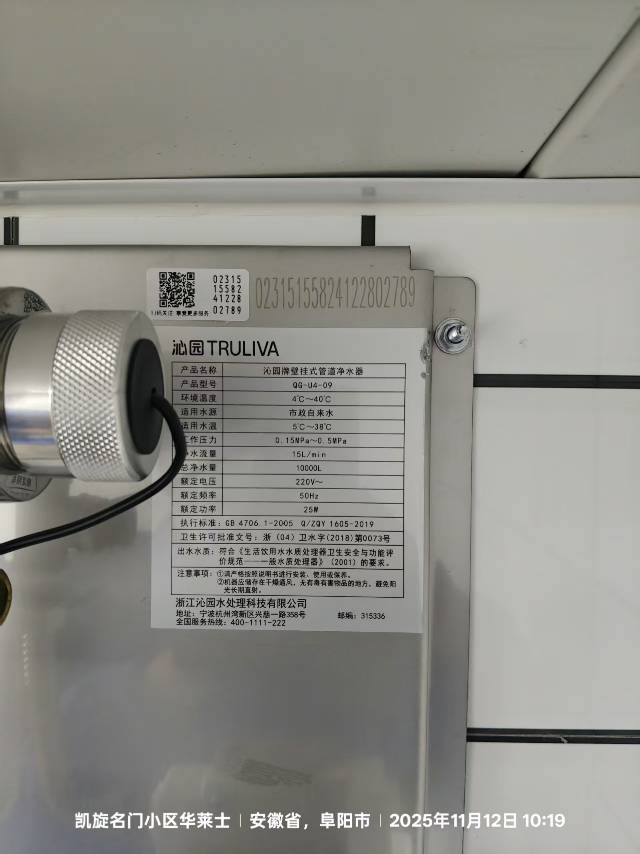 02315
15582
41228
02789
扫码关注 享受更多服务
02315155824122802789
沁园 TRULIVA
产品名称 沁园牌壁挂式管道净水器
产品型号 QG-U4-09
环境温度 4℃~40℃
适用水源 市政自来水
适用水温 5℃~38℃
工作压力 0.15MPa~0.5MPa
净水流量 15L/min
总净水量 10000L
额定电压 220V~
额定频率 50Hz
额定功率 25W
执行标准: GB 4706.1-2005 Q/ZQY 1605-2019
卫生许可批准文号: 浙(04)卫水字(2018)第0073号
出水水质: 符合《生活饮用水水质处理器卫生安全与功能评
价规范——一般水质处理器》(2001)的要求。
注意事项: ①请严格按照说明书进行安装、使用或保养。
②机器应储存在干燥通风,无有毒有害物品的地方,避免阳
光长期直射。
浙江沁园水处理科技有限公司
地址: 宁波杭州湾新区兴慈一路358号 邮编: 315336
全国服务热线: 400-1111-222
凯旋名门小区华莱士 | 安徽省,阜阳市 | 2025年11月12日 10:19